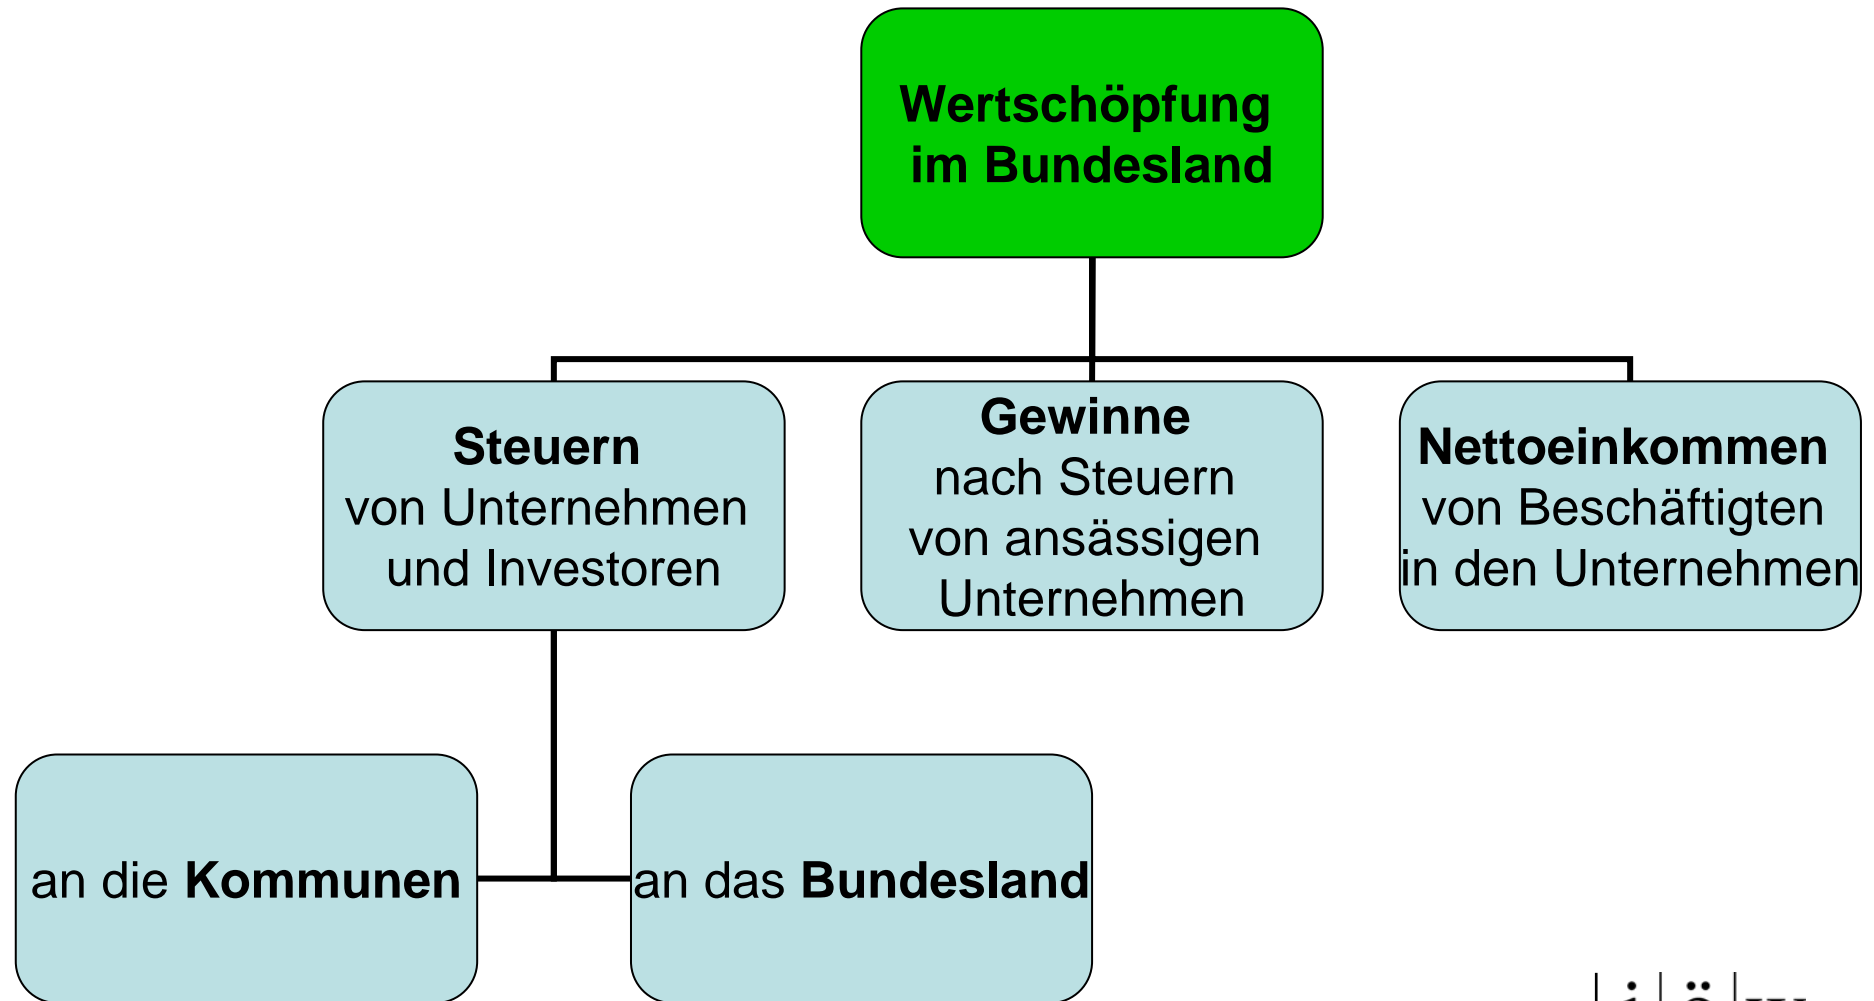 Wertschöpfung
im Bundesland
Steuern
von Unternehmen
und Investoren
Gewinne
nach Steuern
von ansässigen
Unternehmen
Nettoeinkommen
von Beschäftigten
in den Unternehmen
an die Kommunen
an das Bundesland